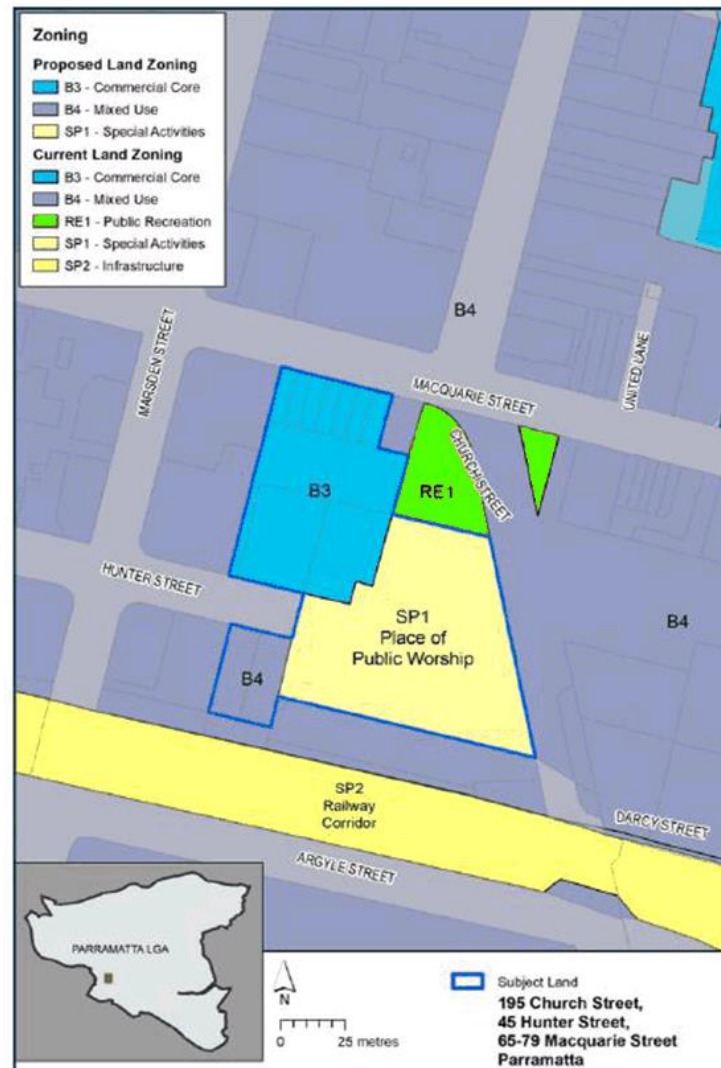 Zoning
Proposed Land Zoning
B3 - Commercial Core
B4 - Mixed Use
SP1 - Special Activities
Current Land Zoning
B3 - Commercial Core
B4 - Mixed Use
RE1 - Public Recreation
SP1 - Special Activities
SP2 - Infrastructure
B4
MARSDEN STREET
UNITED LANE
MACQUARIE STREET
CHURCH STREET
B3
RE1
HUNTER STREET
SP1
Place of
Public Worship
B4
B4
SP2
Railway
Corridor
DARCY STREET
ARGYLE STREET
PARRAMATTA LGA
N
0 25 metres
Subject Land
195 Church Street,
45 Hunter Street,
65-79 Macquarie Street
Parramatta